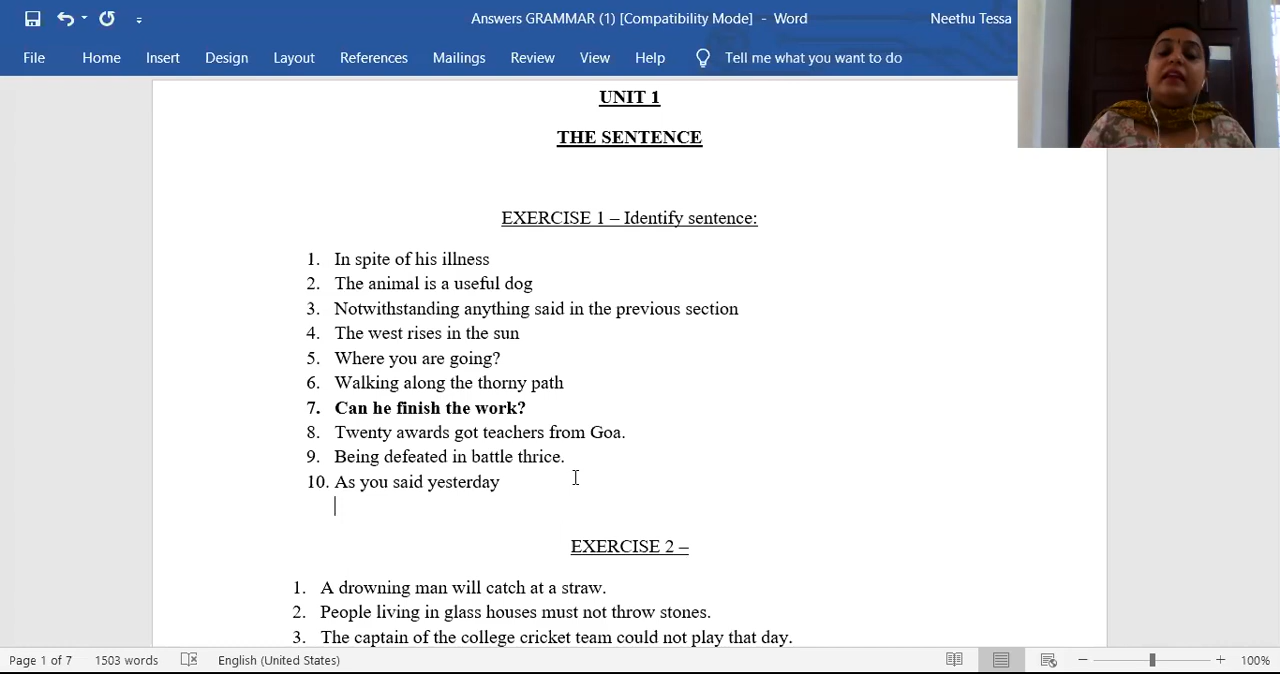 Answers GRAMMAR (1) [Compatibility Mode] - Word
Neethu Tessa
File Home Insert Design Layout References Mailings Review View Help Tell me what you want to do
UNIT 1
THE SENTENCE
EXERCISE 1 – Identify sentence:
1. In spite of his illness
2. The animal is a useful dog
3. Notwithstanding anything said in the previous section
4. The west rises in the sun
5. Where you are going?
6. Walking along the thorny path
7. Can he finish the work?
8. Twenty awards got teachers from Goa.
9. Being defeated in battle thrice.
10. As you said yesterday
EXERCISE 2 –
1. A drowning man will catch at a straw.
2. People living in glass houses must not throw stones.
3. The captain of the college cricket team could not play that day.
Page 1 of 7 1503 words English (United States) 100%